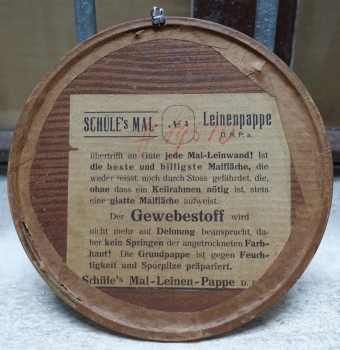 SCHÜLE's MAL- № 1 Leinenpappe
D. R. P. a.
übertrifft an Güte jede Mal-Leinwand! Ist
die beste und billigste Malfläche, die
weder reisst noch durch Stoss gefährdet, die,
ohne dass ein Keilrahmen nötig ist, stets
eine glatte Malfläche aufweist.
Der Gewebestoff wird
nicht mehr auf Dehnung beansprucht, da-
her kein Springen der angetrockneten Farb-
haut! Die Grundpappe ist gegen Feuch-
tigkeit und Sporpilze präpariert.
Schüle's Mal-Leinen-Pappe D.